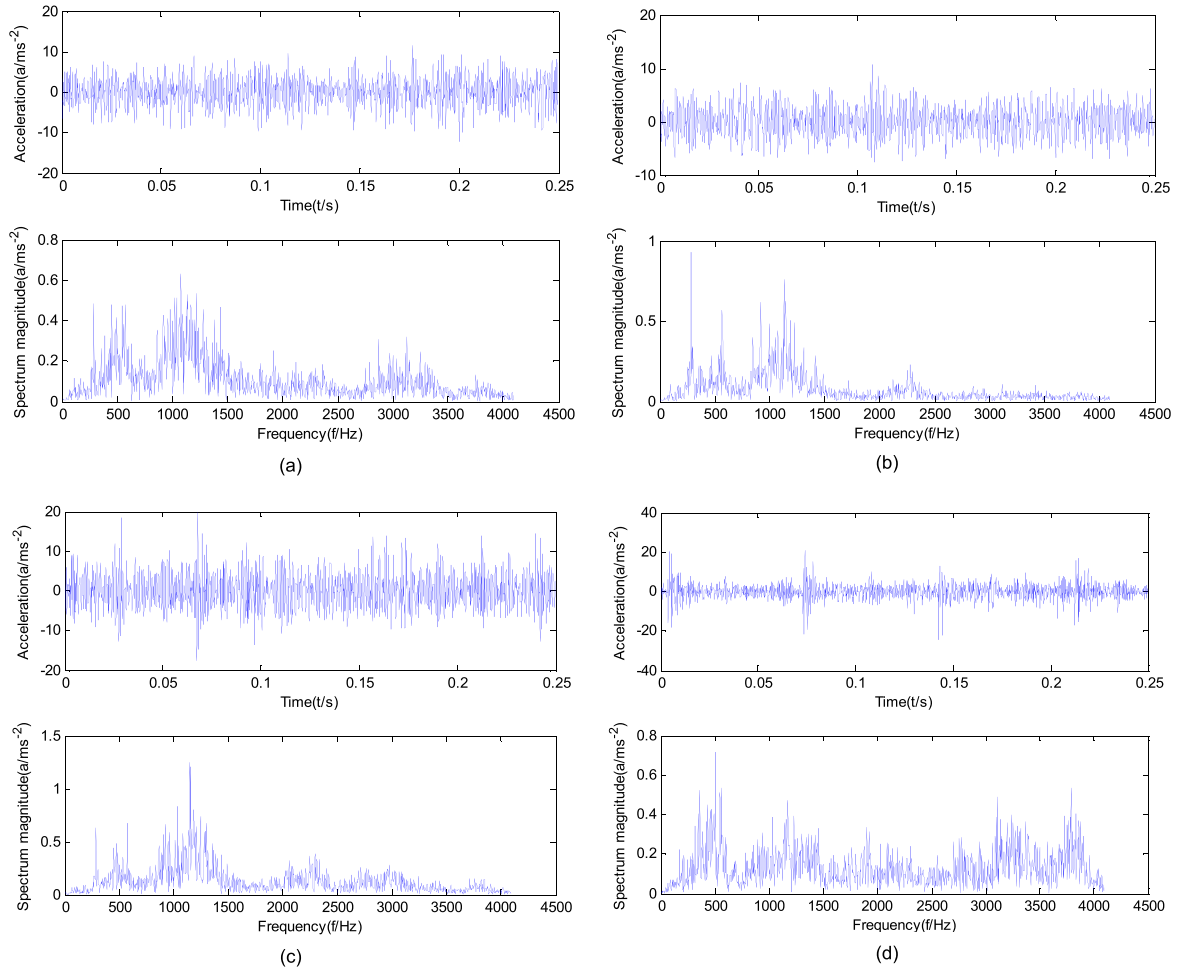 20
10
0
-10
-20
Acceleration(a/ms-2)
0 0.05 0.1 0.15 0.2 0.25
Time(t/s)
0.8
0.6
0.4
0.2
0
Spectrum magnitude(a/ms-2)
0 500 1000 1500 2000 2500 3000 3500 4000 4500
Frequency(f/Hz)
(a)
20
10
0
-10
Acceleration(a/ms-2)
0 0.05 0.1 0.15 0.2 0.25
Time(t/s)
1
0.5
0
Spectrum magnitude(a/ms-2)
0 500 1000 1500 2000 2500 3000 3500 4000 4500
Frequency(f/Hz)
(b)
20
10
0
-10
-20
Acceleration(a/ms-2)
0 0.05 0.1 0.15 0.2 0.25
Time(t/s)
1.5
1
0.5
0
Spectrum magnitude(a/ms-2)
0 500 1000 1500 2000 2500 3000 3500 4000 4500
Frequency(f/Hz)
(c)
40
20
0
-20
-40
Acceleration(a/ms-2)
0 0.05 0.1 0.15 0.2 0.25
Time(t/s)
0.8
0.6
0.4
0.2
0
Spectrum magnitude(a/ms-2)
0 500 1000 1500 2000 2500 3000 3500 4000 4500
Frequency(f/Hz)
(d)